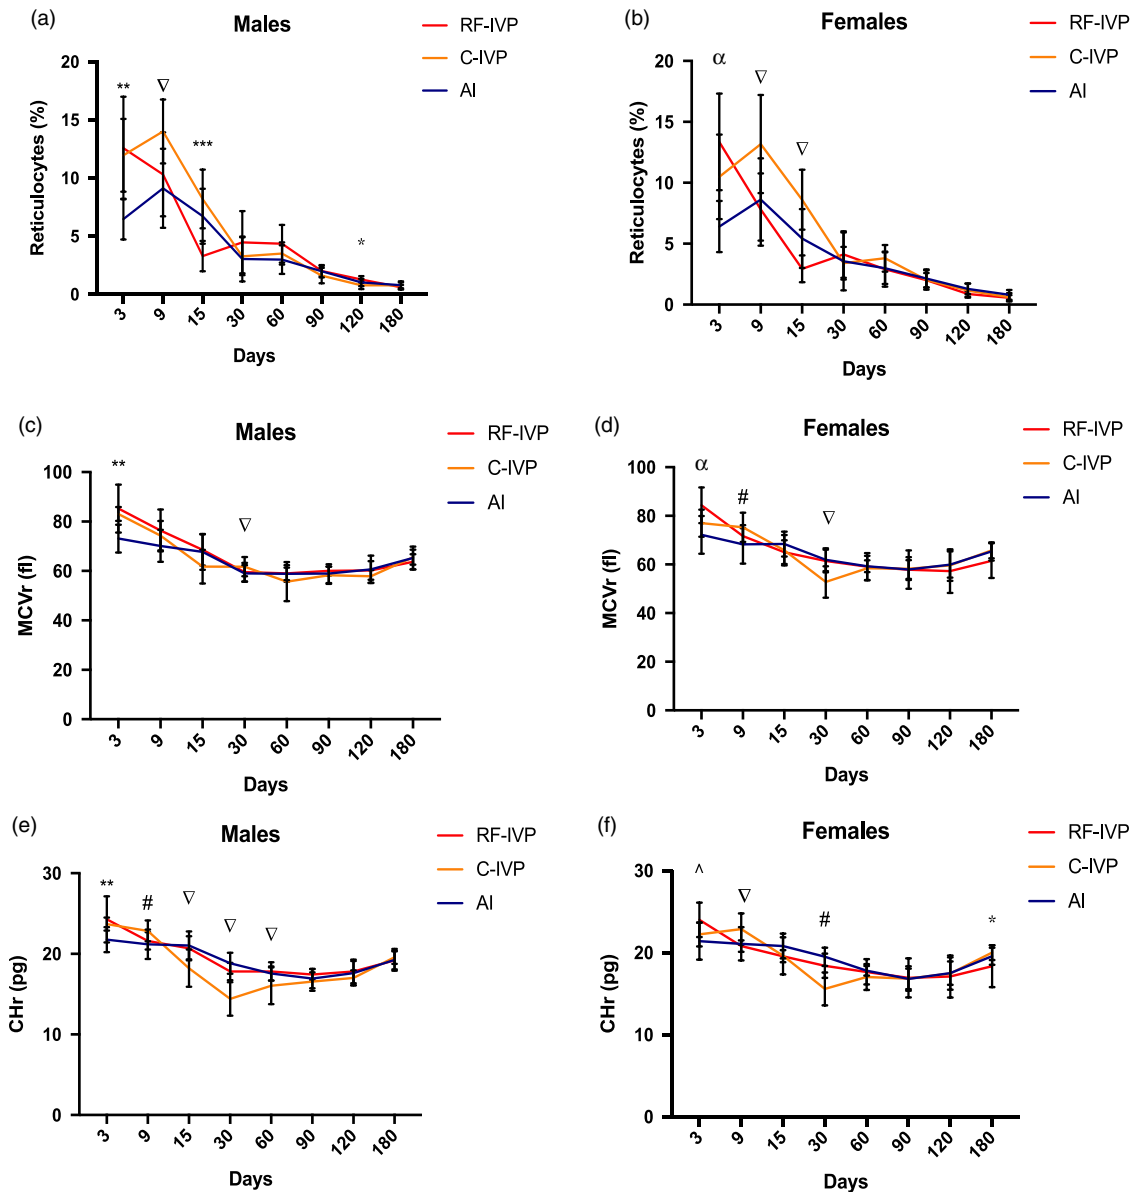 (a)
Males
RF-IVP
C-IVP
AI
20
15
10
5
0
Reticulocytes (%)
** ∇ *** *
3 9 15 30 60 90 120 180
Days
(b)
Females
RF-IVP
C-IVP
AI
20
15
10
5
0
Reticulocytes (%)
α ∇ ∇
3 9 15 30 60 90 120 180
Days
(c)
Males
RF-IVP
C-IVP
AI
100
80
60
40
20
0
MCVr (fl)
** ∇
3 9 15 30 60 90 120 180
Days
(d)
Females
RF-IVP
C-IVP
AI
100
80
60
40
20
0
MCVr (fl)
α # ∇
3 9 15 30 60 90 120 180
Days
(e)
Males
RF-IVP
C-IVP
AI
30
20
10
0
CHr (pg)
** # ∇ ∇ ∇
3 9 15 30 60 90 120 180
Days
(f)
Females
RF-IVP
C-IVP
AI
30
20
10
0
CHr (pg)
^ ∇ # *
3 9 15 30 60 90 120 180
Days